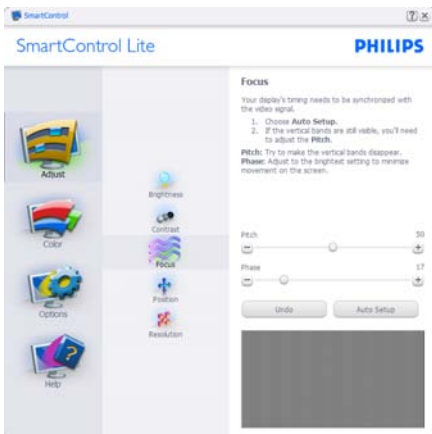 SmartControl
SmartControl Lite
PHILIPS
Adjust
Color
Options
Help
Brightness
Contrast
Focus
Position
Resolution
Focus
Your display's timing needs to be synchronized with
the video signal.
1. Choose Auto Setup.
2. If the vertical bands are still visible, you'll need
to adjust the Pitch.
Pitch: Try to make the vertical bands disappear.
Phase: Adjust to the brightest setting to minimize
movement on the screen.
Pitch 50
Phase 17
Undo Auto Setup